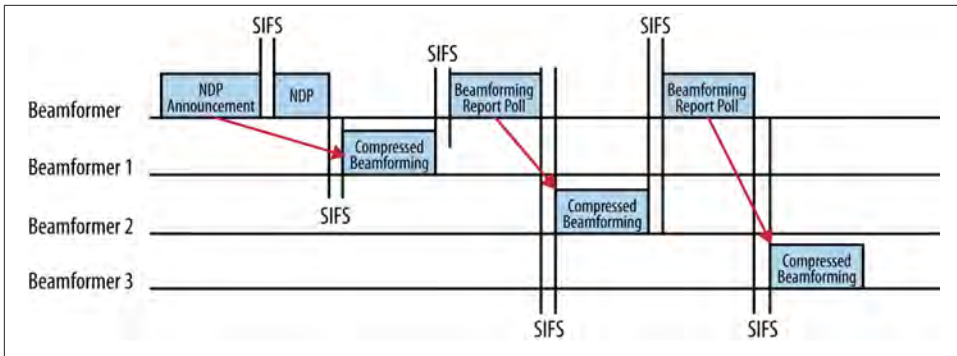 SIFS
SIFS
SIFS
NDP
Announcement
NDP
Beamforming
Report Poll
Beamforming
Report Poll
Beamformer
Compressed
Beamforming
Beamformer 1
SIFS
Compressed
Beamforming
Beamformer 2
Compressed
Beamforming
Beamformer 3
SIFS
SIFS